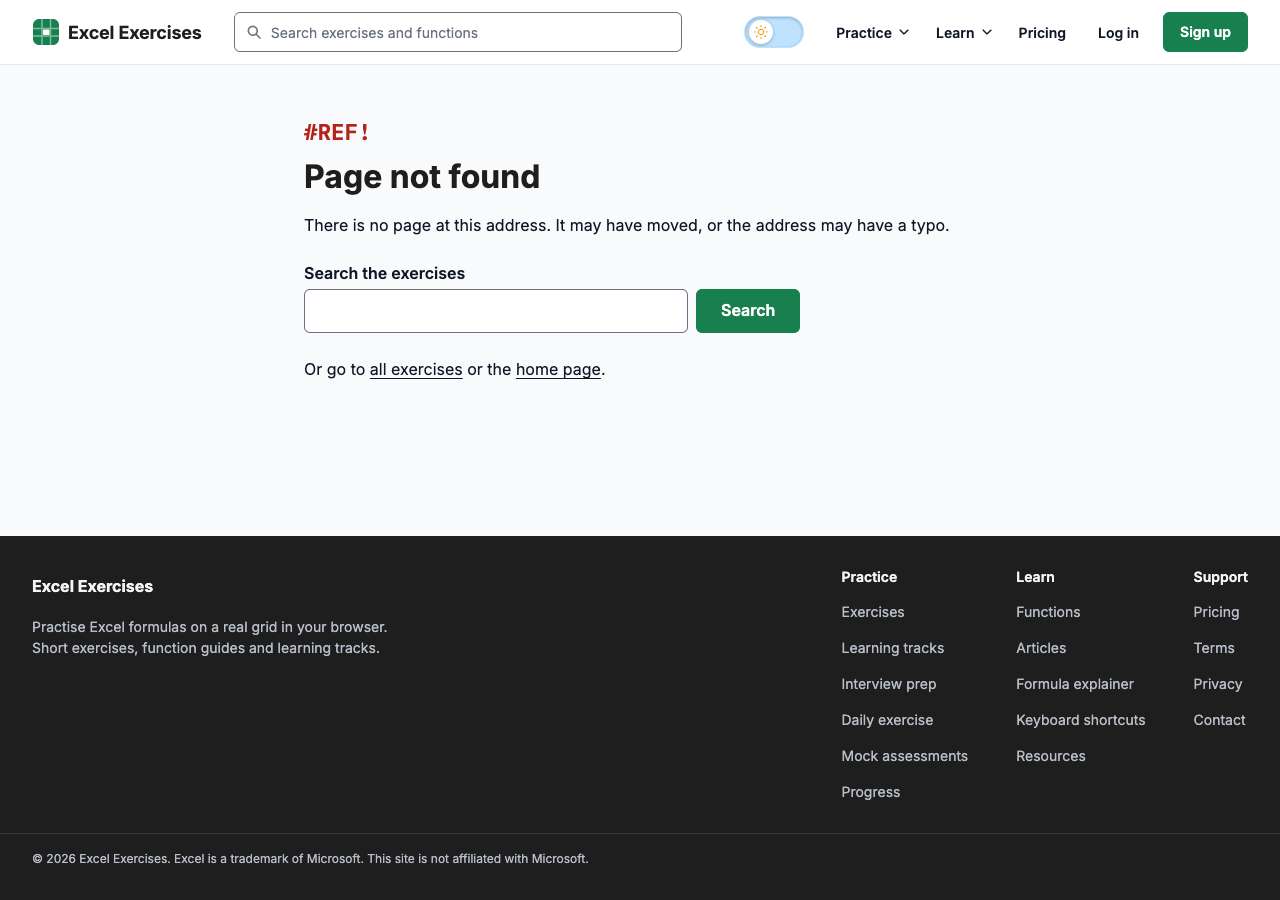 Excel Exercises
Search exercises and functions
Practice
Learn
Pricing
Log in
Sign up
#REF!
Page not found
There is no page at this address. It may have moved, or the address may have a typo.
Search the exercises
Search
Or go to all exercises or the home page.
Excel Exercises
Practise Excel formulas on a real grid in your browser.
Short exercises, function guides and learning tracks.
Practice
Exercises
Learning tracks
Interview prep
Daily exercise
Mock assessments
Progress
Learn
Functions
Articles
Formula explainer
Keyboard shortcuts
Resources
Support
Pricing
Terms
Privacy
Contact
© 2026 Excel Exercises. Excel is a trademark of Microsoft. This site is not affiliated with Microsoft.